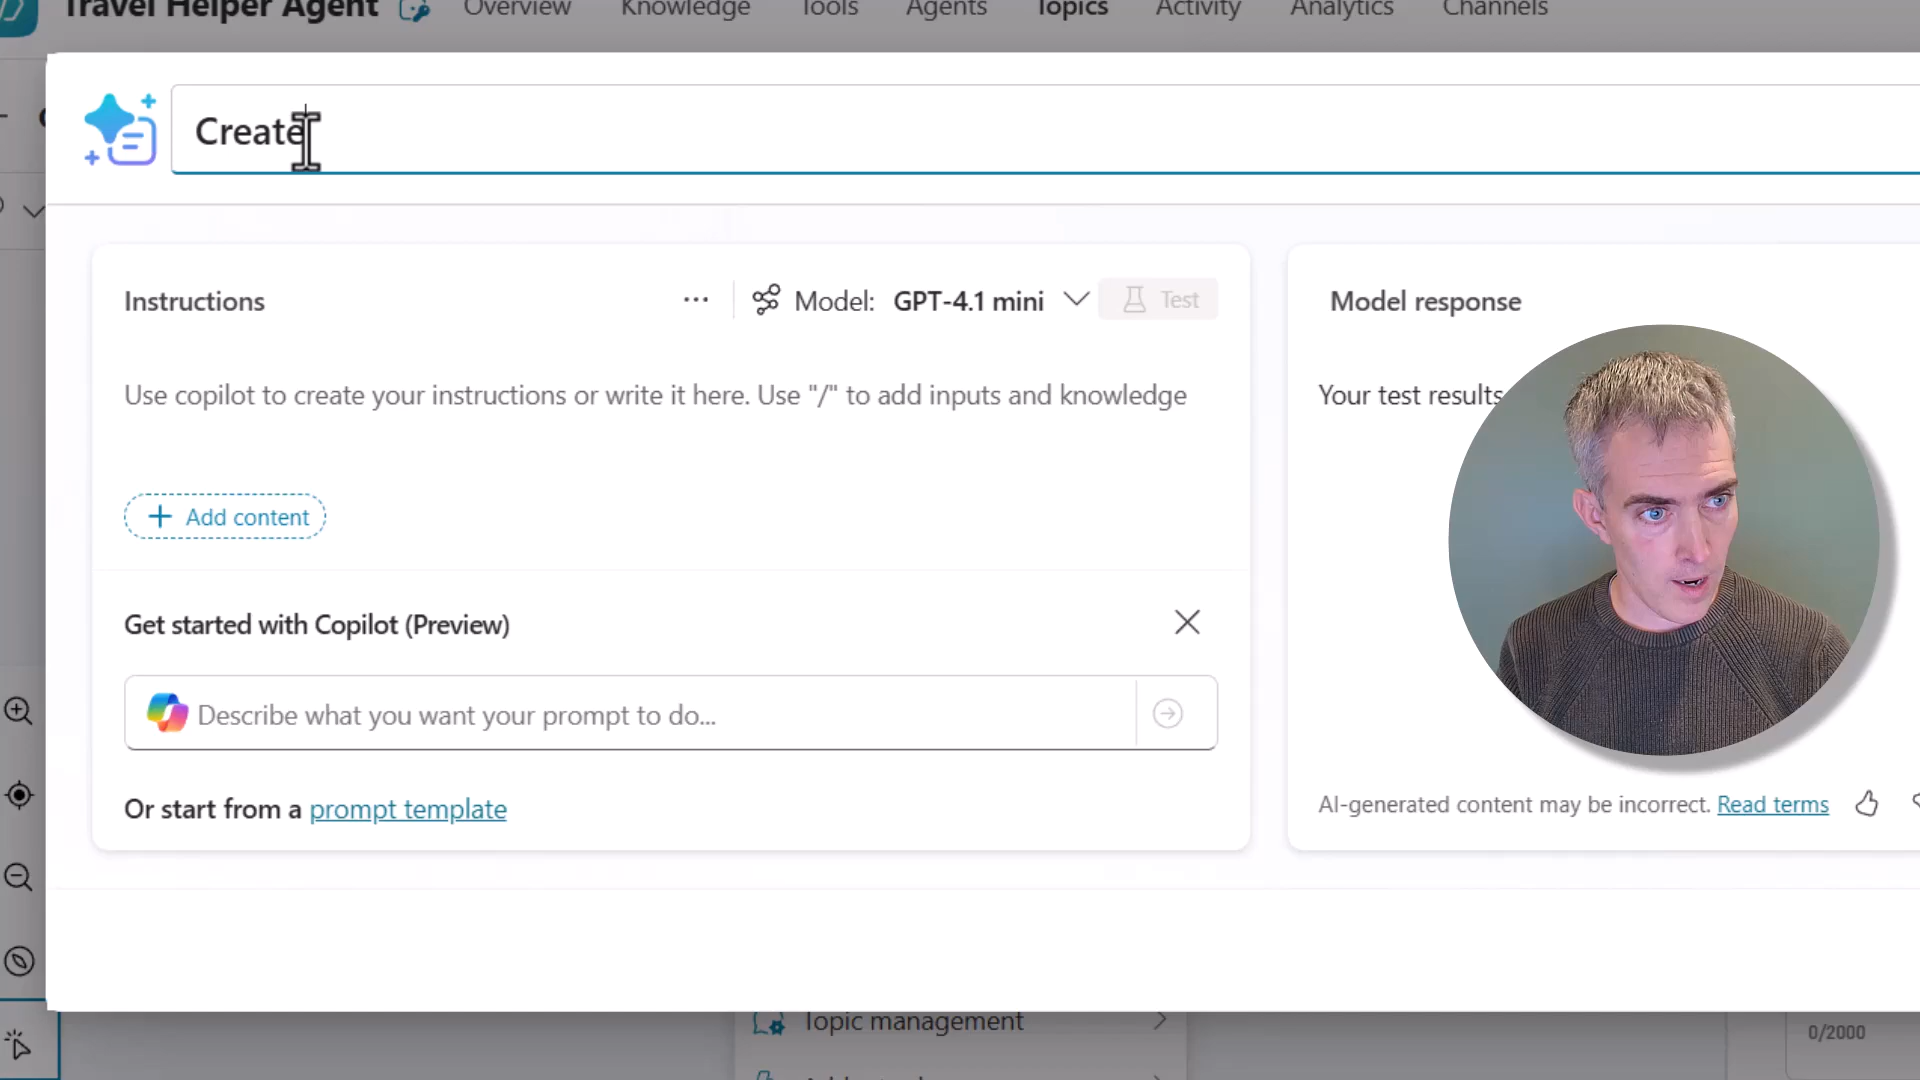 Travel Helper Agent Overview Knowledge Tools Agents Topics Activity Analytics Channels
Create
Instructions
Model: GPT-4.1 mini
Test
Model response
Use copilot to create your instructions or write it here. Use "/" to add inputs and knowledge
Your test results
Add content
Get started with Copilot (Preview)
Describe what you want your prompt to do...
Or start from a prompt template
AI-generated content may be incorrect. Read terms
Topic management
0/2000